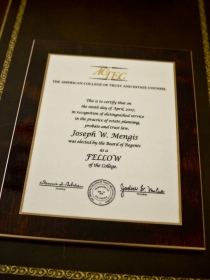 ACTEC
THE AMERICAN COLLEGE OF TRUST AND ESTATE COUNSEL
This is to certify that on
the ninth day of April, 2007,
in recognition of distinguished service
in the practice of estate planning,
probate and trust law,
Joseph W. Mengis
was elected by the Board of Regents
as a
FELLOW
of the College.